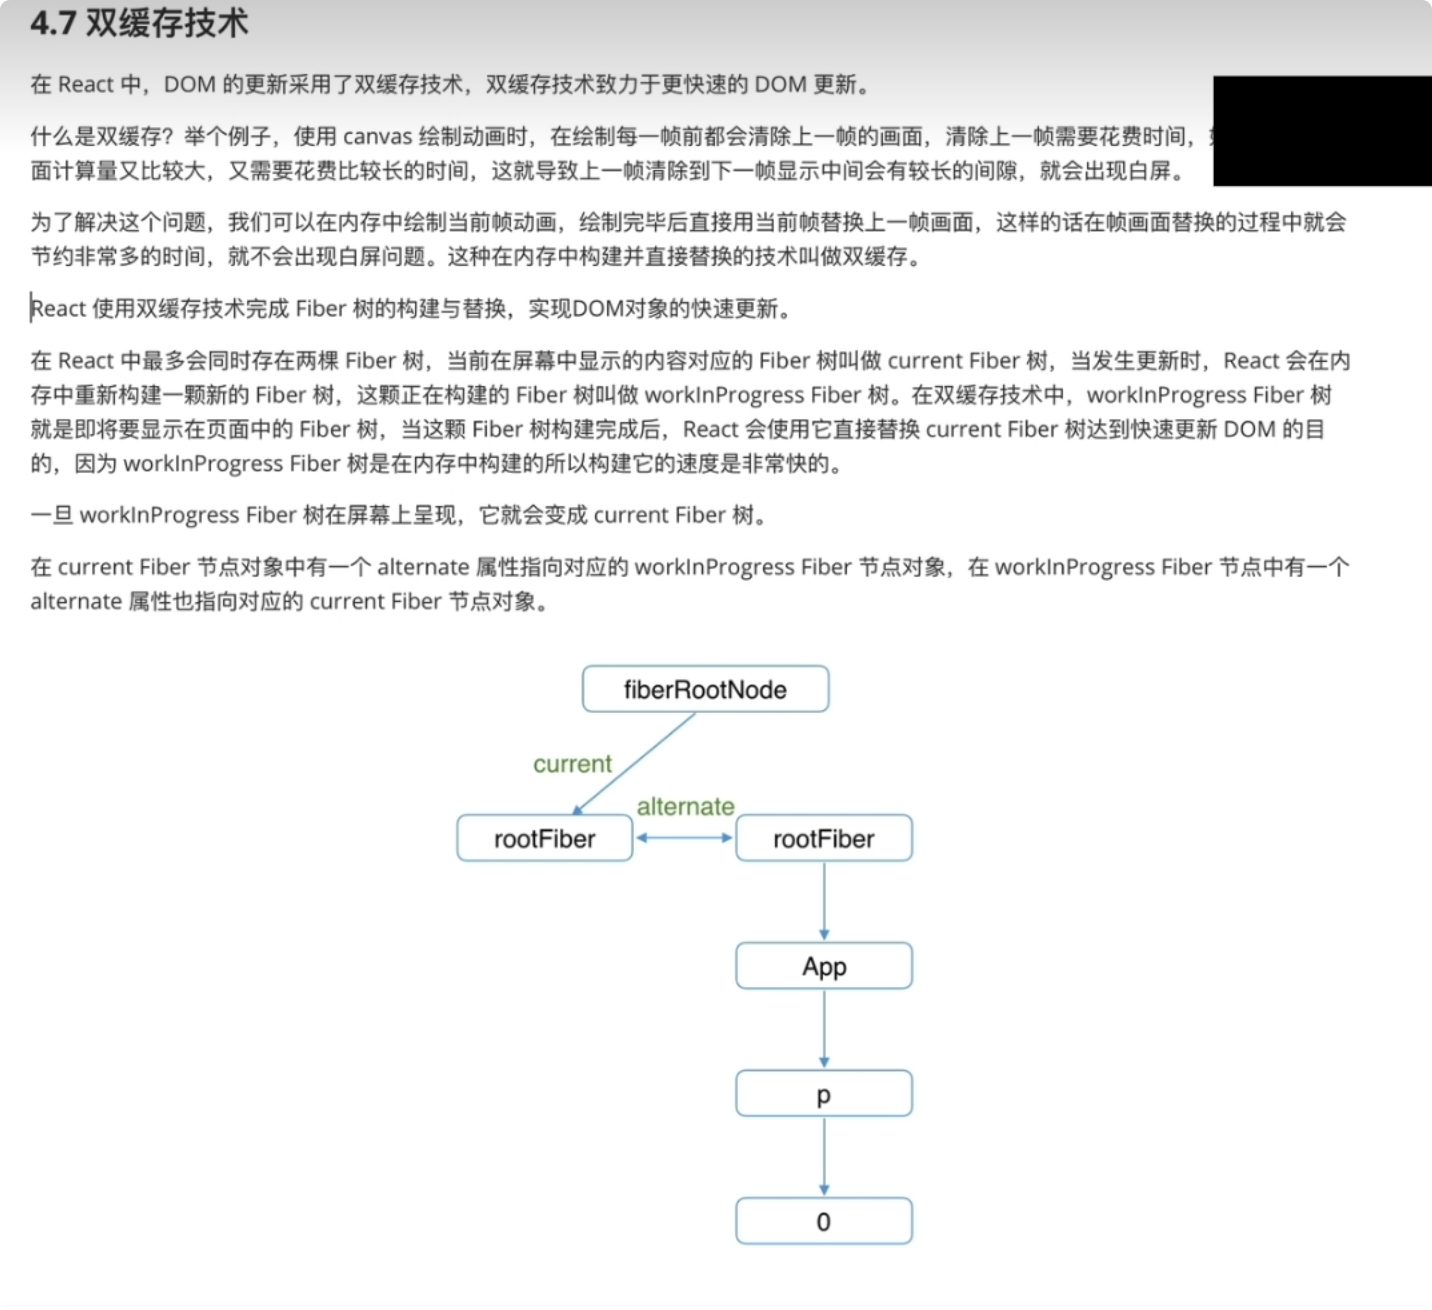 4.7 双缓存技术
在 React 中，DOM 的更新采用了双缓存技术，双缓存技术致力于更快速的 DOM 更新。
什么是双缓存？举个例子，使用 canvas 绘制动画时，在绘制每一帧前都会清除上一帧的画面，清除上一帧需要花费时间，
面计算量又比较大，又需要花费比较长的时间，这就导致上一帧清除到下一帧显示中间会有较长的间隙，就会出现白屏。
为了解决这个问题，我们可以在内存中绘制当前帧动画，绘制完毕后直接用当前帧替换上一帧画面，这样的话在帧画面替换的过程中就会
节约非常多的时间，就不会出现白屏问题。这种在内存中构建并直接替换的技术叫做双缓存。
React 使用双缓存技术完成 Fiber 树的构建与替换，实现DOM对象的快速更新。
在 React 中最多会同时存在两棵 Fiber 树，当前在屏幕中显示的内容对应的 Fiber 树叫做 current Fiber 树，当发生更新时，React 会在内
存中重新构建一颗新的 Fiber 树，这颗正在构建的 Fiber 树叫做 workInProgress Fiber 树。在双缓存技术中，workInProgress Fiber 树
就是即将要显示在页面中的 Fiber 树，当这颗 Fiber 树构建完成后，React 会使用它直接替换 current Fiber 树达到快速更新 DOM 的目
的，因为 workInProgress Fiber 树是在内存中构建的所以构建它的速度是非常快的。
一旦 workInProgress Fiber 树在屏幕上呈现，它就会变成 current Fiber 树。
在 current Fiber 节点对象中有一个 alternate 属性指向对应的 workInProgress Fiber 节点对象，在 workInProgress Fiber 节点中有一个
alternate 属性也指向对应的 current Fiber 节点对象。
fiberRootNode
current
alternate
rootFiber
rootFiber
App
p
0